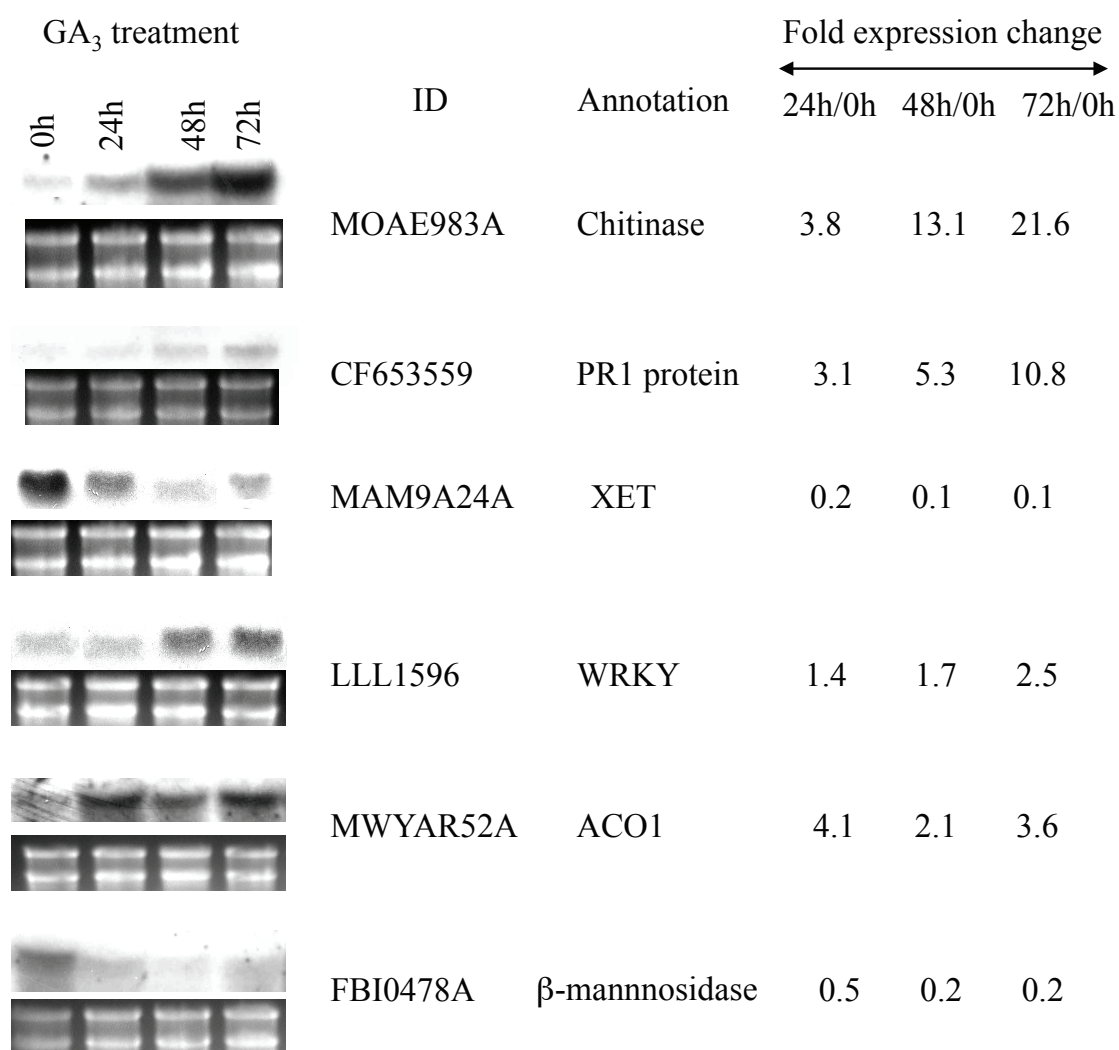 GA₃ treatment
Fold expression change
0h 24h 48h 72h
ID Annotation 24h/0h 48h/0h 72h/0h
MOAE983A Chitinase 3.8 13.1 21.6
CF653559 PR1 protein 3.1 5.3 10.8
MAM9A24A XET 0.2 0.1 0.1
LLL1596 WRKY 1.4 1.7 2.5
MWYAR52A ACO1 4.1 2.1 3.6
FBI0478A β-mannnosidase 0.5 0.2 0.2